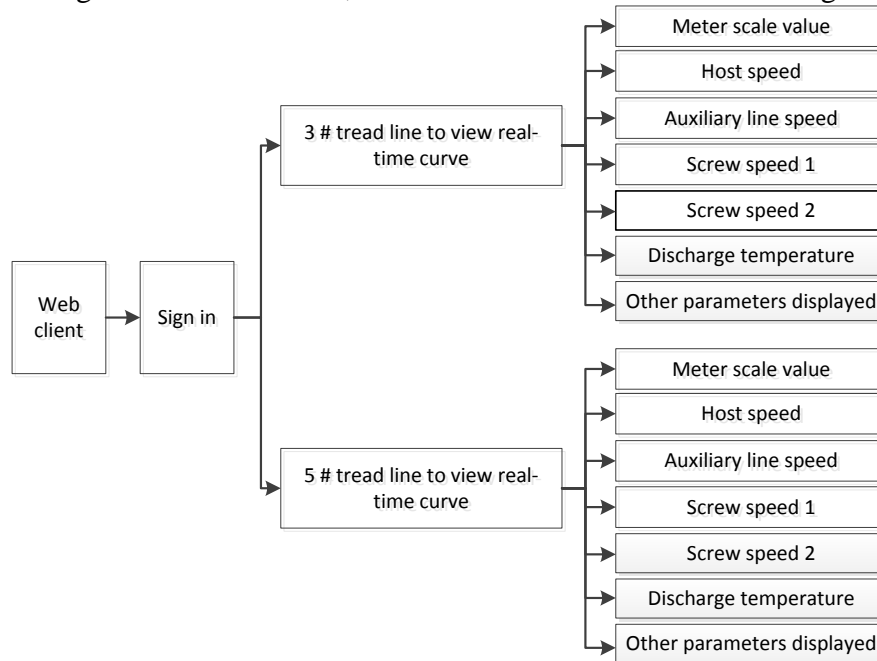 Meter scale value
Host speed
3 # tread line to view real-
time curve
Auxiliary line speed
Screw speed 1
Screw speed 2
Discharge temperature
Other parameters displayed
Web
client
Sign in
Meter scale value
Host speed
Auxiliary line speed
5 # tread line to view real-
time curve
Screw speed 1
Screw speed 2
Discharge temperature
Other parameters displayed